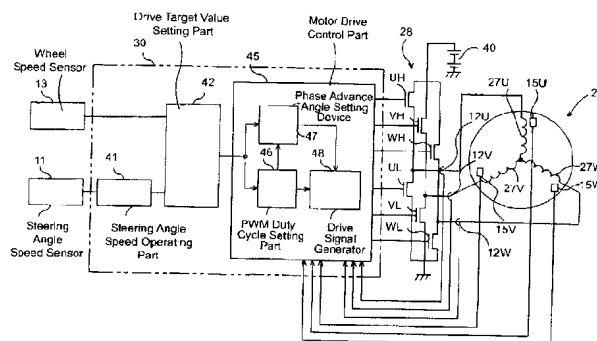 Drive Target Value
Setting Part
Motor Drive
Control Part
30
45
28
40
Wheel
Speed Sensor
42
Phase Advance
Angle Setting
Device
UH
27U
15U
2
13
VH
12U
47
WH
46
48
12V
11
41
UL
27W
27V
15W
VL
15V
Steering
Angle
Speed Sensor
Steering Angle
Speed Operating
Part
PWM Duty
Cycle Setting
Part
Drive
Signal
Generator
WL
12W